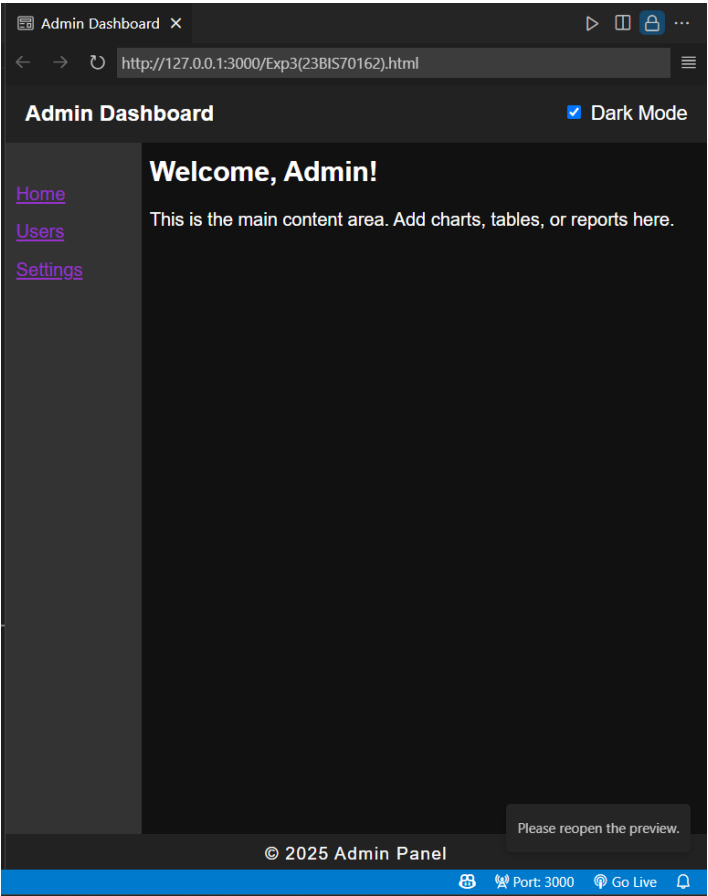 Admin Dashboard
http://127.0.0.1:3000/Exp3(23BIS70162).html
Admin Dashboard
Dark Mode
Home
Users
Settings
Welcome, Admin!
This is the main content area. Add charts, tables, or reports here.
Please reopen the preview.
© 2025 Admin Panel
Port: 3000 Go Live